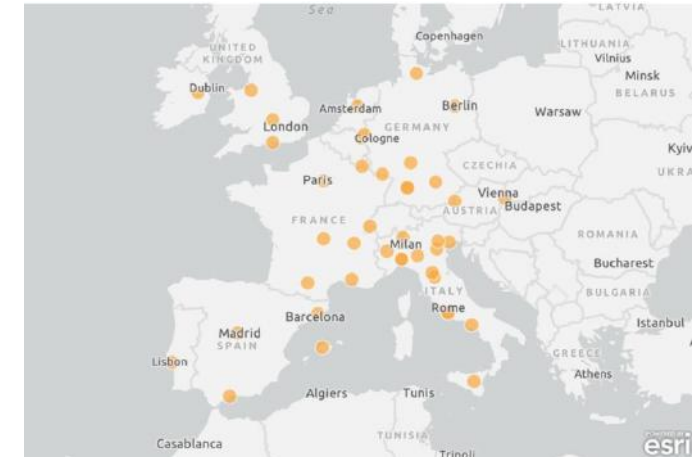 Sea
LATVIA
Copenhagen
UNITED
KINGDOM
LITHUANIA
Vilnius
Minsk
Dublin
BELARUS
Amsterdam
Berlin
Warsaw
London
GERMANY
Cologne
Kyiv
CZECHIA
UKRA
Paris
Vienna
Budapest
AUSTRIA
FRANCE
ROMANIA
Milan
Bucharest
ITALY
BULGARIA
Rome
Barcelona
Istanbul
Madrid
SPAIN
GREECE
Lisbon
Athens
Algiers
Tunis
Casablanca
TUNISIA
POWERED BY
esri
Tripoli